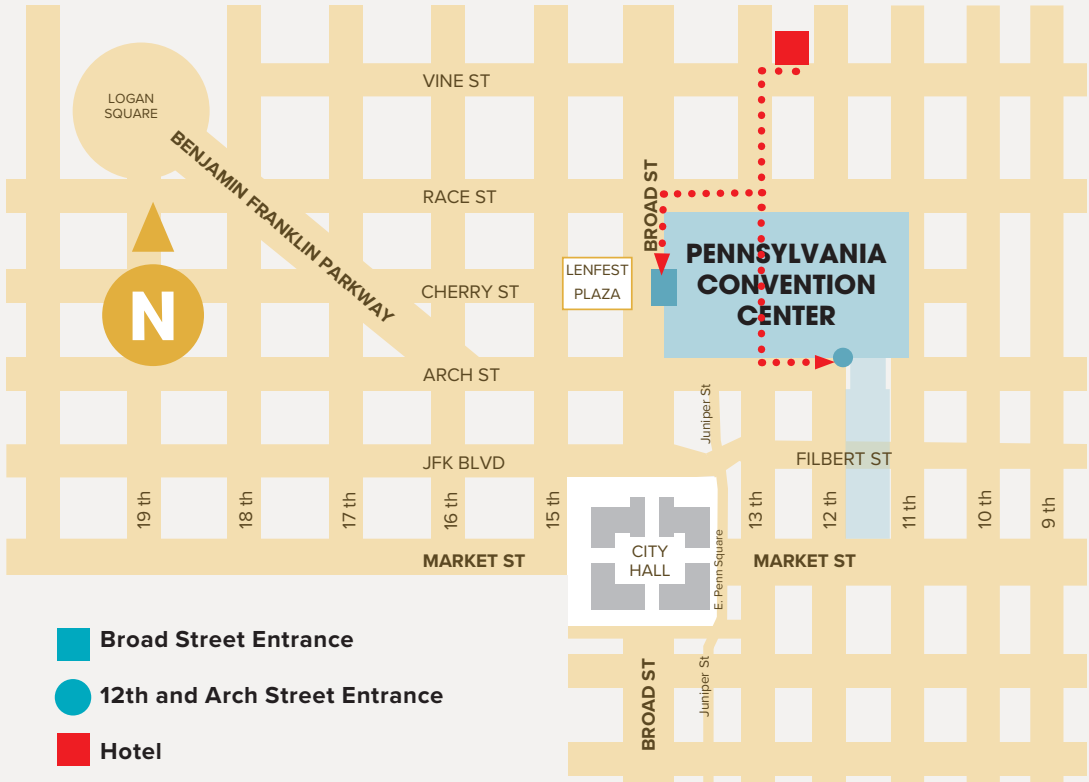 VINE ST
LOGAN
SQUARE
BENJAMIN FRANKLIN PARKWAY
RACE ST
BROAD ST
PENNSYLVANIA
CONVENTION
CENTER
LENFEST
PLAZA
CHERRY ST
N
ARCH ST
Juniper St
JFK BLVD
FILBERT ST
19 th
18 th
17 th
16 th
15 th
13 th
12 th
11 th
10 th
9 th
CITY
HALL
E. Penn Square
MARKET ST
MARKET ST
Broad Street Entrance
12th and Arch Street Entrance
Hotel
BROAD ST
Juniper St